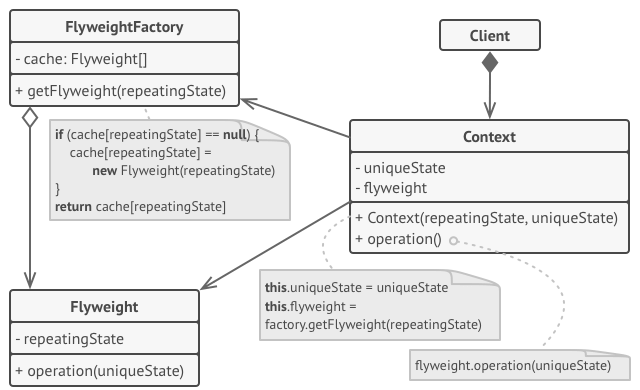 FlyweightFactory
- cache: Flyweight[]
+ getFlyweight(repeatingState)
if (cache[repeatingState] == null) {
cache[repeatingState] =
new Flyweight(repeatingState)
}
return cache[repeatingState]
Client
Context
- uniqueState
- flyweight
+ Context(repeatingState, uniqueState)
+ operation()
this.uniqueState = uniqueState
this.flyweight =
factory.getFlyweight(repeatingState)
flyweight.operation(uniqueState)
Flyweight
- repeatingState
+ operation(uniqueState)